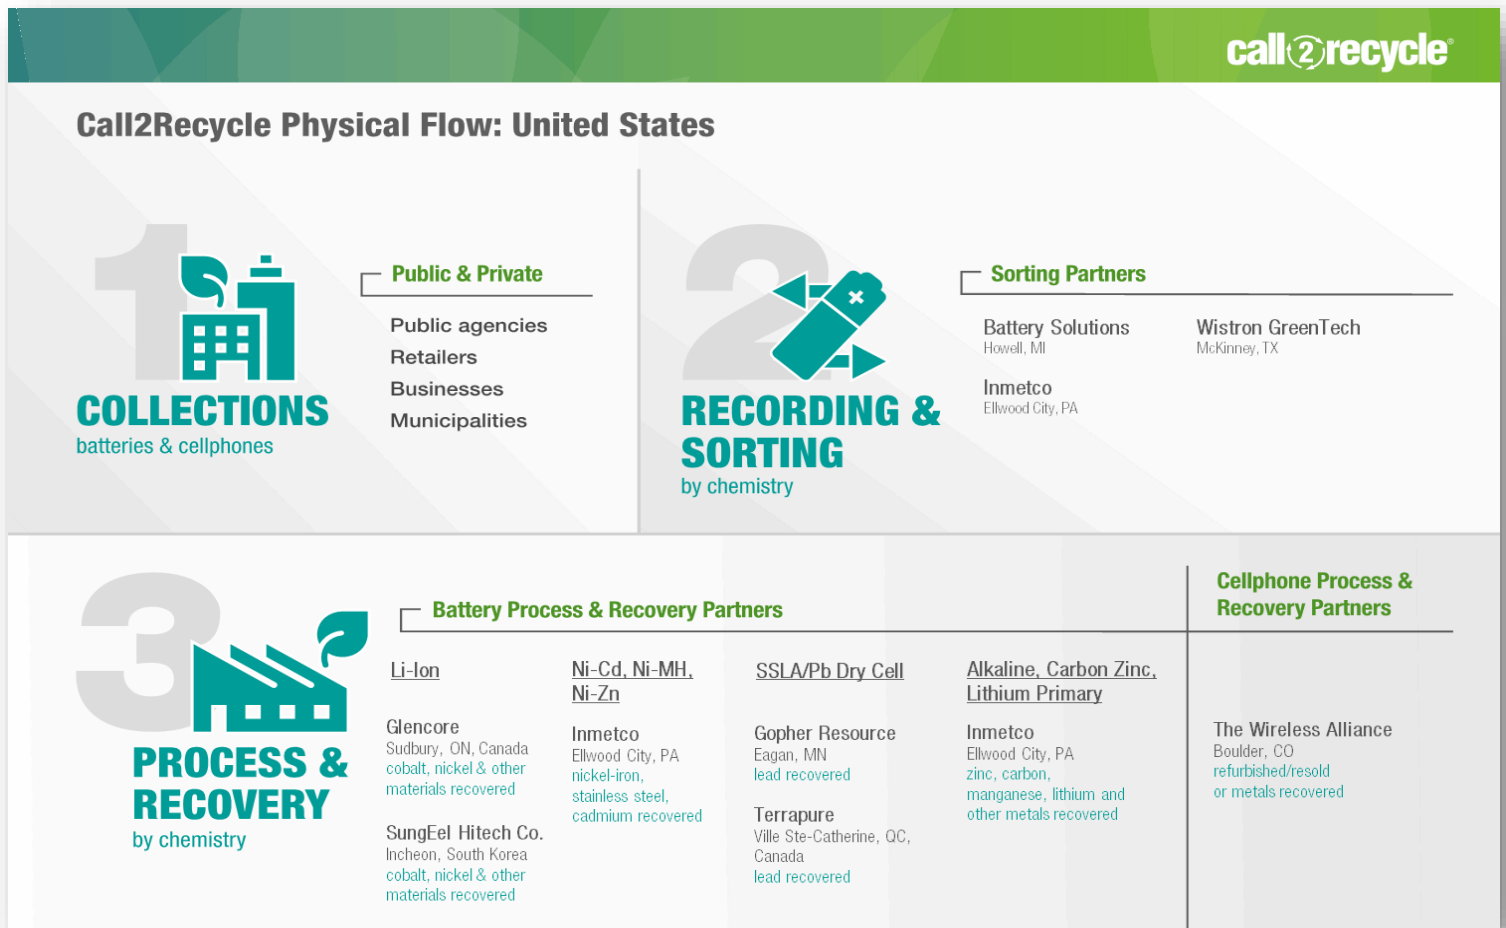 call2recycle®
Call2Recycle Physical Flow: United States
1
COLLECTIONS
batteries & cellphones
Public & Private
Public agencies
Retailers
Businesses
Municipalities
2
RECORDING &
SORTING
by chemistry
Sorting Partners
Battery Solutions
Howell, MI
Inmetco
Ellwood City, PA
Wistron GreenTech
McKinney, TX
3
PROCESS &
RECOVERY
by chemistry
Battery Process & Recovery Partners
Li-Ion
Glencore
Sudbury, ON, Canada
cobalt, nickel & other
materials recovered
SungEel Hitech Co.
Incheon, South Korea
cobalt, nickel & other
materials recovered
Ni-Cd, Ni-MH,
Ni-Zn
Inmetco
Ellwood City, PA
nickel-iron,
stainless steel,
cadmium recovered
SSLA/Pb Dry Cell
Gopher Resource
Eagan, MN
lead recovered
Terrapure
Ville Ste-Catherine, QC,
Canada
lead recovered
Alkaline, Carbon Zinc,
Lithium Primary
Inmetco
Ellwood City, PA
zinc, carbon,
manganese, lithium and
other metals recovered
Cellphone Process &
Recovery Partners
The Wireless Alliance
Boulder, CO
refurbished/resold
or metals recovered